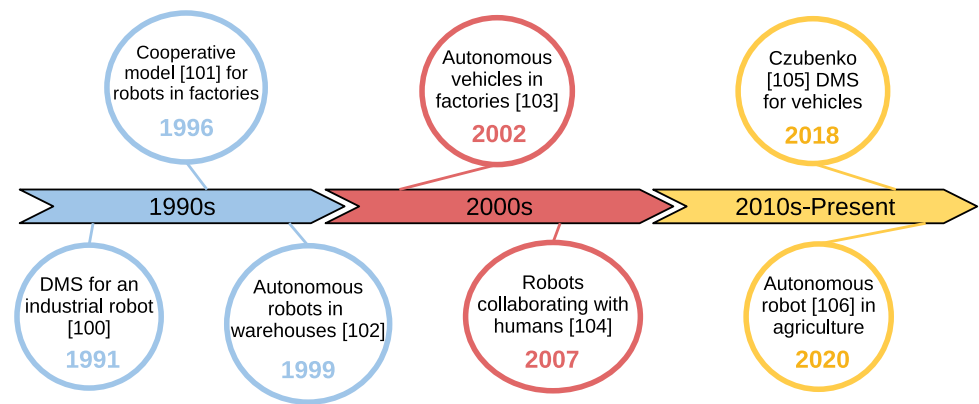 Cooperative
model [101] for
robots in factories
1996
Autonomous
vehicles in
factories [103]
2002
Czubenko
[105] DMS
for vehicles
2018
1990s
2000s
2010s-Present
DMS for an
industrial robot
[100]
1991
Autonomous
robots in
warehouses [102]
1999
Robots
collaborating with
humans [104]
2007
Autonomous
robot [106] in
agriculture
2020